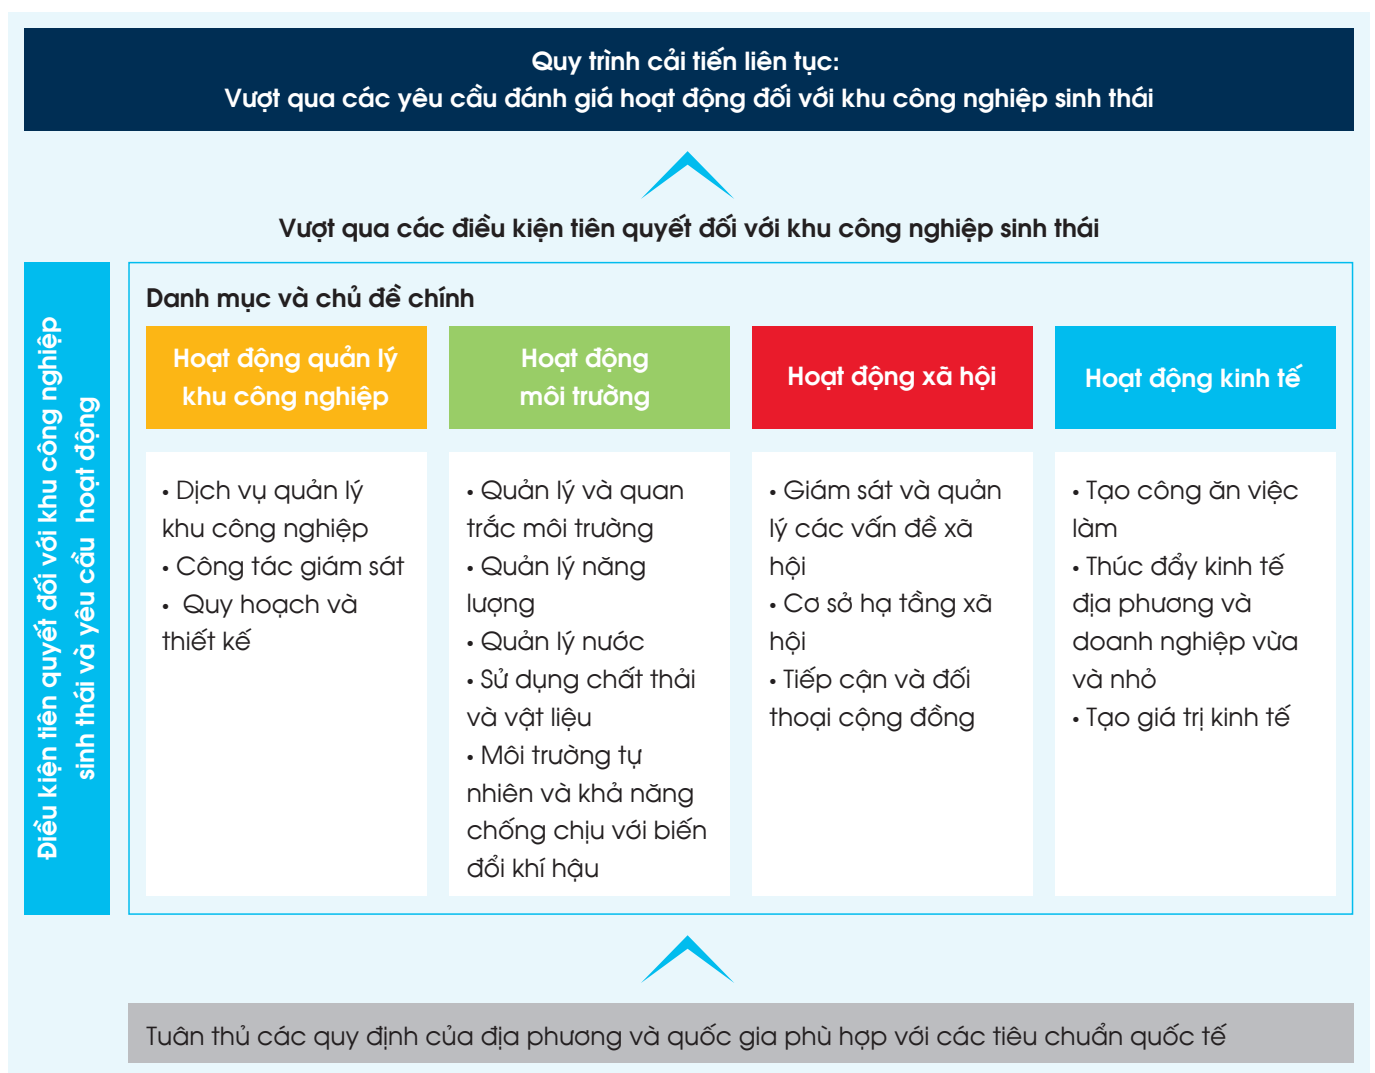 Quy trình cải tiến liên tục:
Vượt qua các yêu cầu đánh giá hoạt động đối với khu công nghiệp sinh thái
Vượt qua các điều kiện tiên quyết đối với khu công nghiệp sinh thái
Điều kiện tiên quyết đối với khu công nghiệp
sinh thái và yêu cầu hoạt động
Danh mục và chủ đề chính
Hoạt động quản lý
khu công nghiệp
• Dịch vụ quản lý
khu công nghiệp
• Công tác giám sát
• Quy hoạch và
thiết kế
Hoạt động
môi trường
• Quản lý và quan
trắc môi trường
• Quản lý năng
lượng
• Quản lý nước
• Sử dụng chất thải
và vật liệu
• Môi trường tự
nhiên và khả năng
chống chịu với biến
đổi khí hậu
Hoạt động xã hội
• Giám sát và quản
lý các vấn đề xã
hội
• Cơ sở hạ tầng xã
hội
• Tiếp cận và đối
thoại cộng đồng
Hoạt động kinh tế
• Tạo công ăn việc
làm
• Thúc đẩy kinh tế
địa phương và
doanh nghiệp vừa
và nhỏ
• Tạo giá trị kinh tế
Tuân thủ các quy định của địa phương và quốc gia phù hợp với các tiêu chuẩn quốc tế